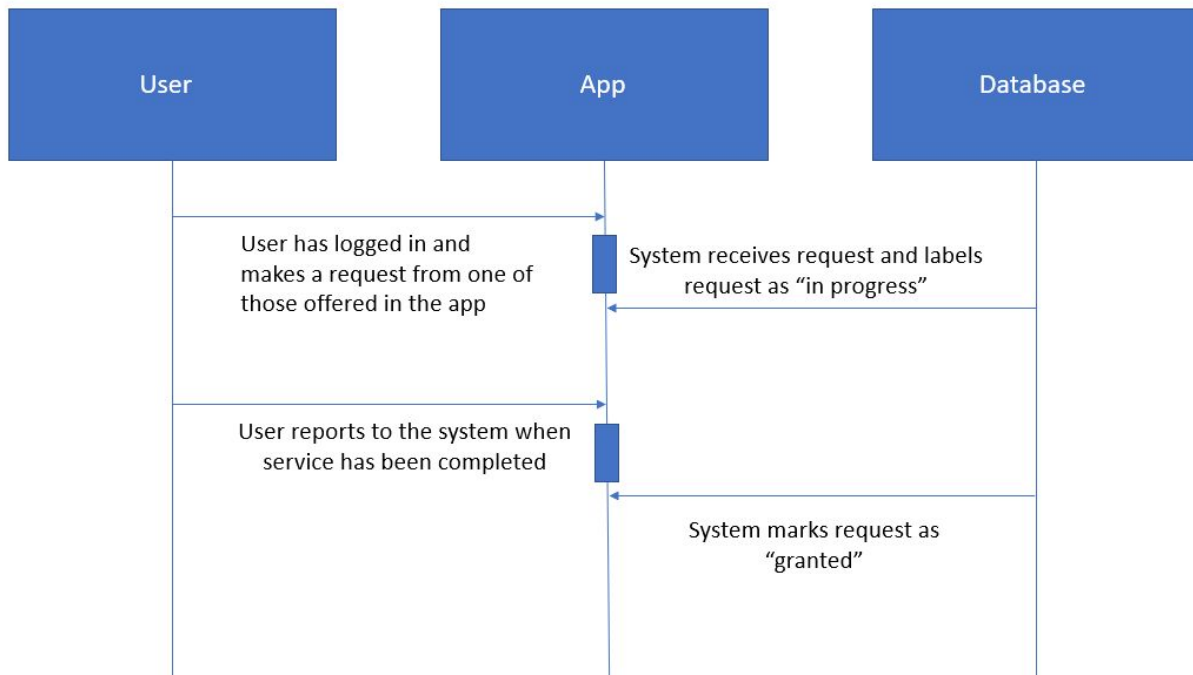 User
App
Database
User has logged in and
makes a request from one of
those offered in the app
System receives request and labels
request as “in progress”
User reports to the system when
service has been completed
System marks request as
“granted”